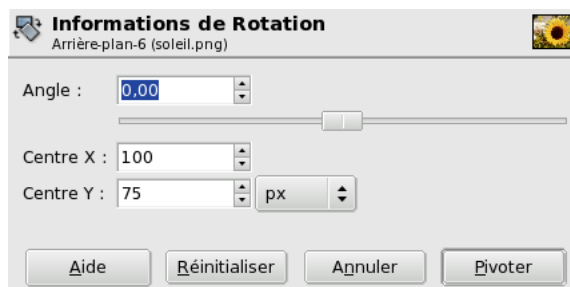 Informations de Rotation
Arrière-plan-6 (soleil.png)
Angle : 0,00
Centre X : 100
Centre Y : 75 px
Aide Réinitialiser Annuler Pivoter